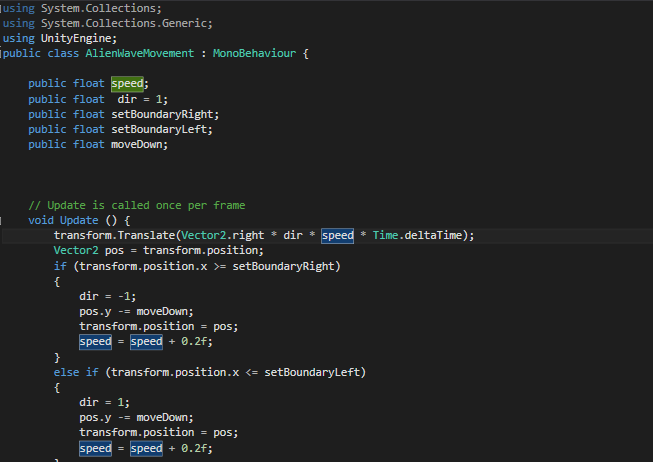 using System.Collections;
using System.Collections.Generic;
using UnityEngine;
public class AlienWaveMovement : MonoBehaviour {
public float speed;
public float  dir = 1;
public float setBoundaryRight;
public float setBoundaryLeft;
public float moveDown;
// Update is called once per frame
void Update () {
transform.Translate(Vector2.right * dir * speed * Time.deltaTime);
Vector2 pos = transform.position;
if (transform.position.x >= setBoundaryRight)
{
dir = -1;
pos.y -= moveDown;
transform.position = pos;
speed = speed + 0.2f;
}
else if (transform.position.x <= setBoundaryLeft)
{
dir = 1;
pos.y -= moveDown;
transform.position = pos;
speed = speed + 0.2f;